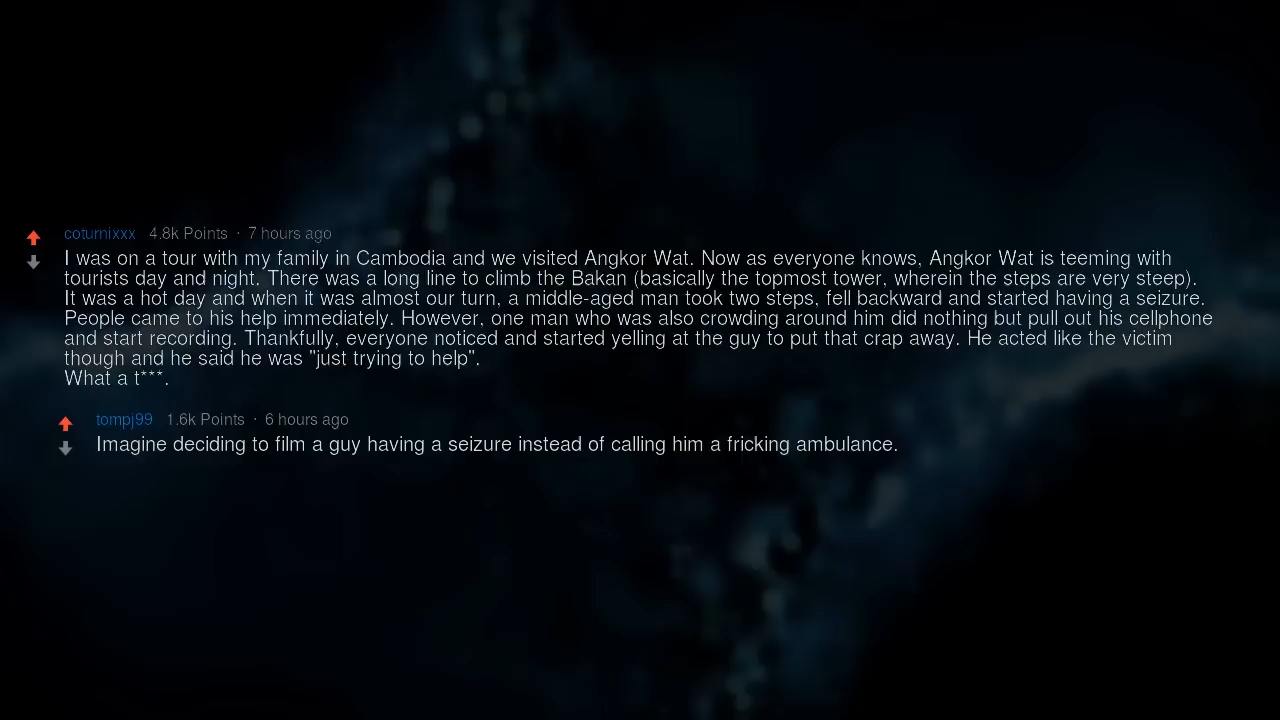 coturnixxx 4.8k Points · 7 hours ago
I was on a tour with my family in Cambodia and we visited Angkor Wat. Now as everyone knows, Angkor Wat is teeming with
tourists day and night. There was a long line to climb the Bakan (basically the topmost tower, wherein the steps are very steep).
It was a hot day and when it was almost our turn, a middle-aged man took two steps, fell backward and started having a seizure.
People came to his help immediately. However, one man who was also crowding around him did nothing but pull out his cellphone
and start recording. Thankfully, everyone noticed and started yelling at the guy to put that crap away. He acted like the victim
though and he said he was "just trying to help".
What a t***.
tompj99 1.6k Points · 6 hours ago
Imagine deciding to film a guy having a seizure instead of calling him a fricking ambulance.